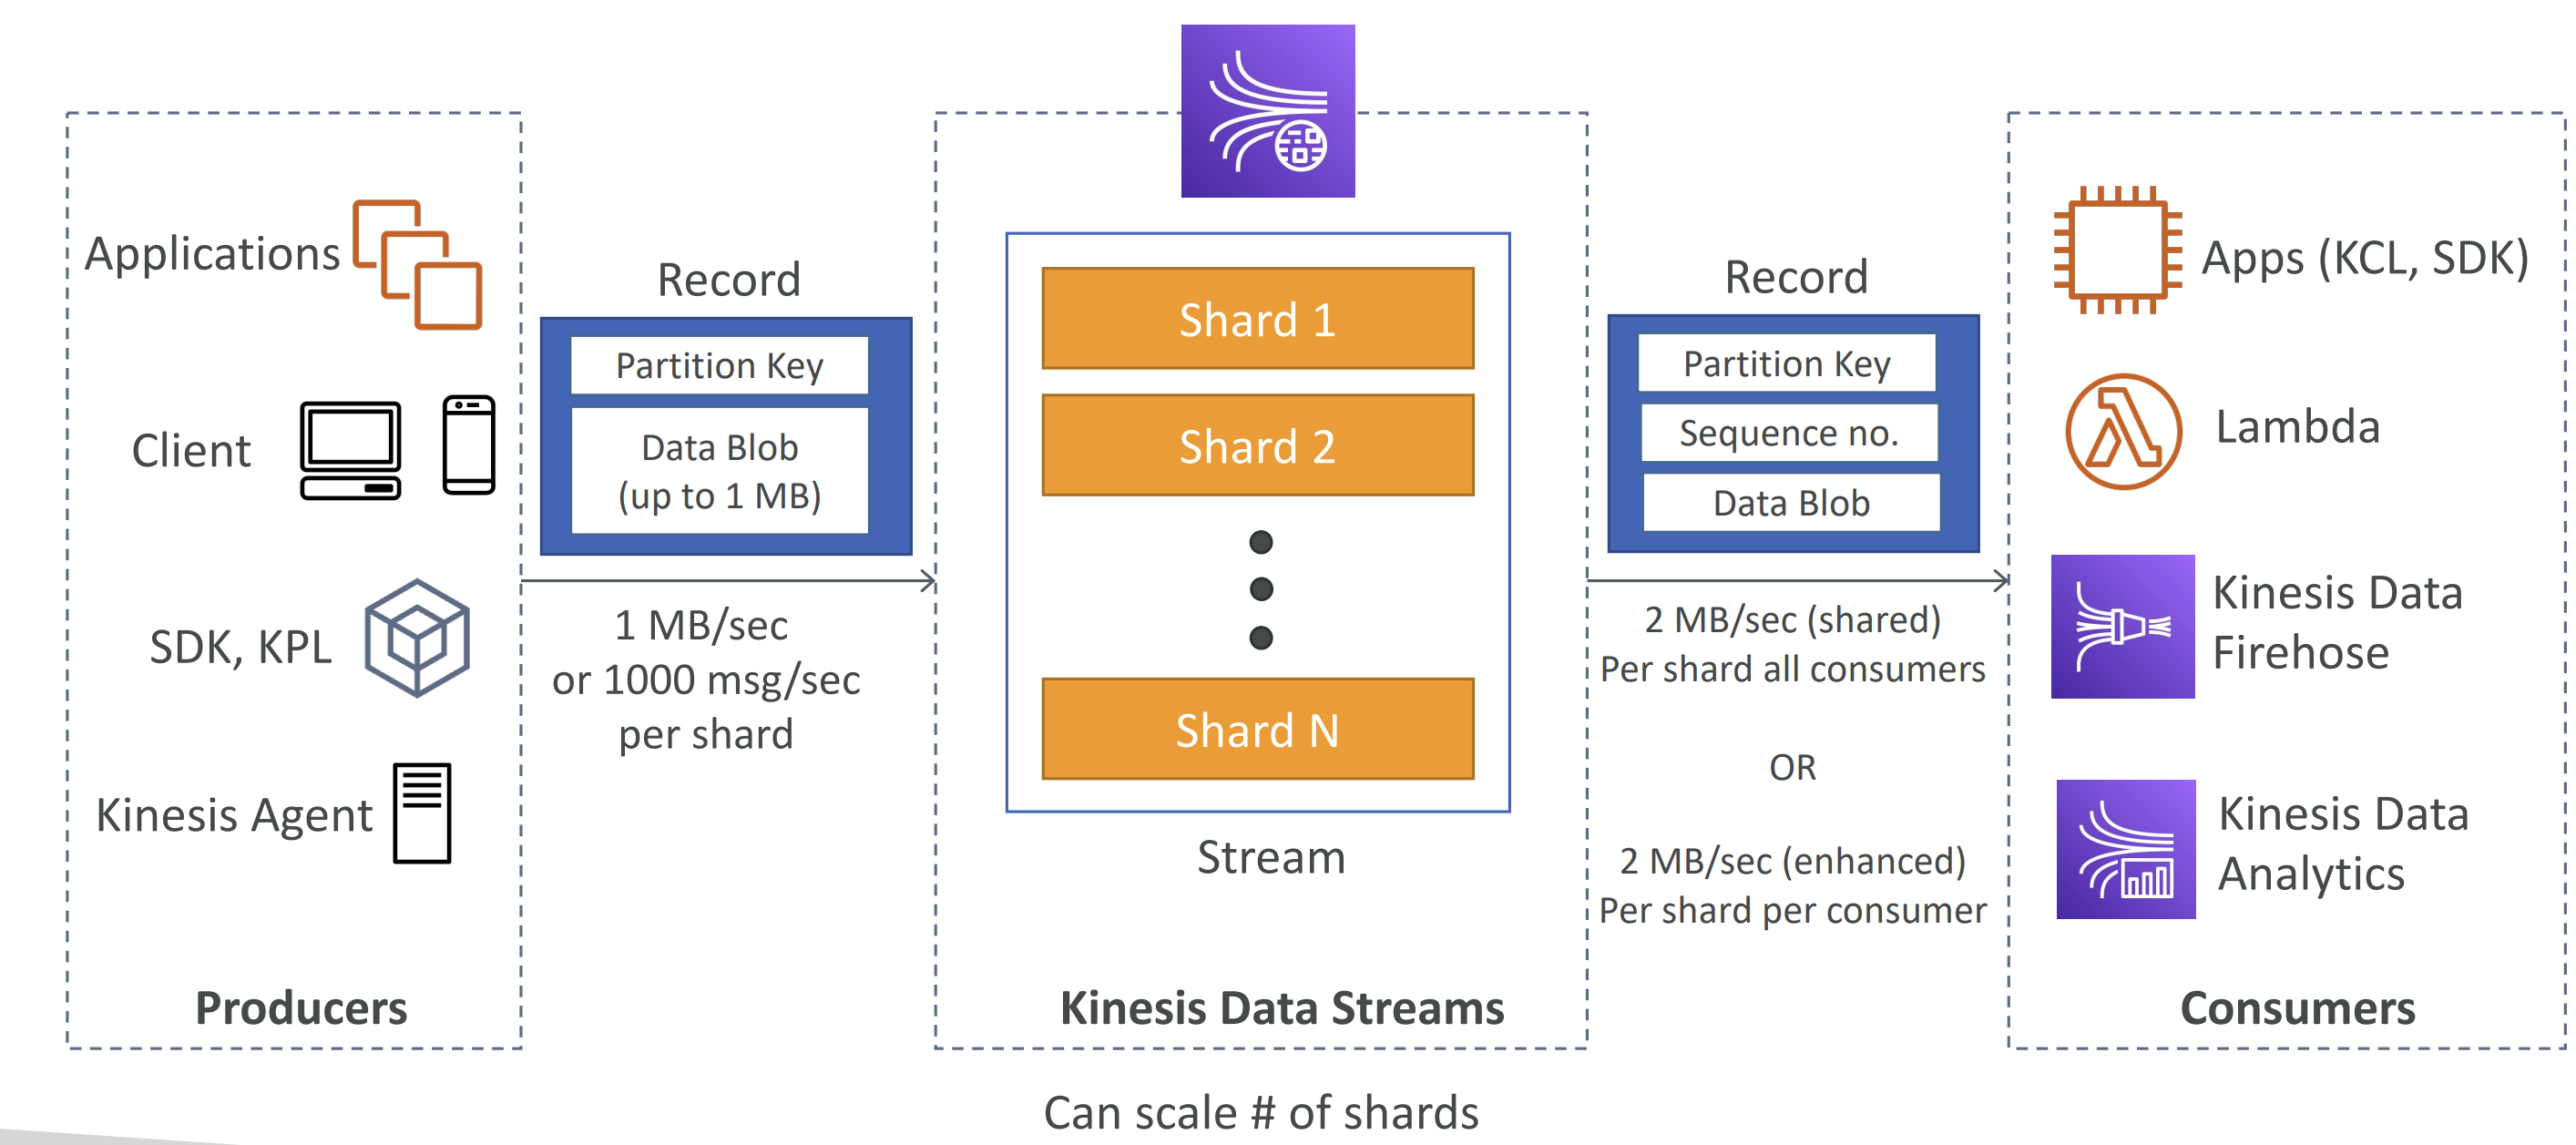 Applications
Client
SDK, KPL
Kinesis Agent
Producers
Record
Partition Key
Data Blob
(up to 1 MB)
1 MB/sec
or 1000 msg/sec
per shard
Shard 1
Shard 2
Shard N
Stream
Kinesis Data Streams
Can scale # of shards
Record
Partition Key
Sequence no.
Data Blob
2 MB/sec (shared)
Per shard all consumers
OR
2 MB/sec (enhanced)
Per shard per consumer
Apps (KCL, SDK)
Lambda
Kinesis Data
Firehose
Kinesis Data
Analytics
Consumers